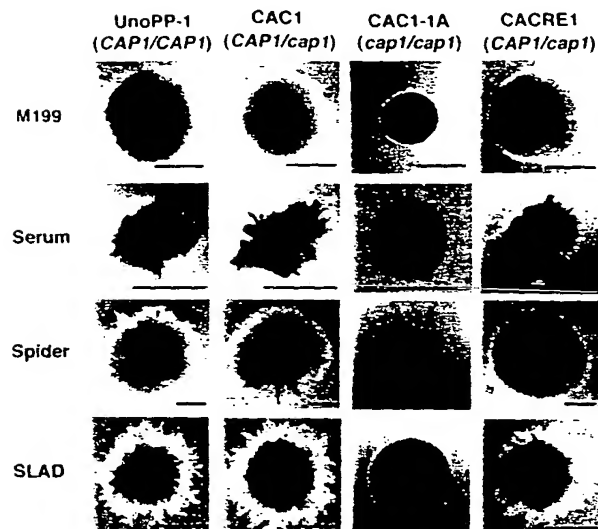 UnoPP-1 CAC1 CAC1-1A CACRE1
(CAP1/CAP1) (CAP1/cap1) (cap1/cap1) (CAP1/cap1)
M199
Serum
Spider
SLAD